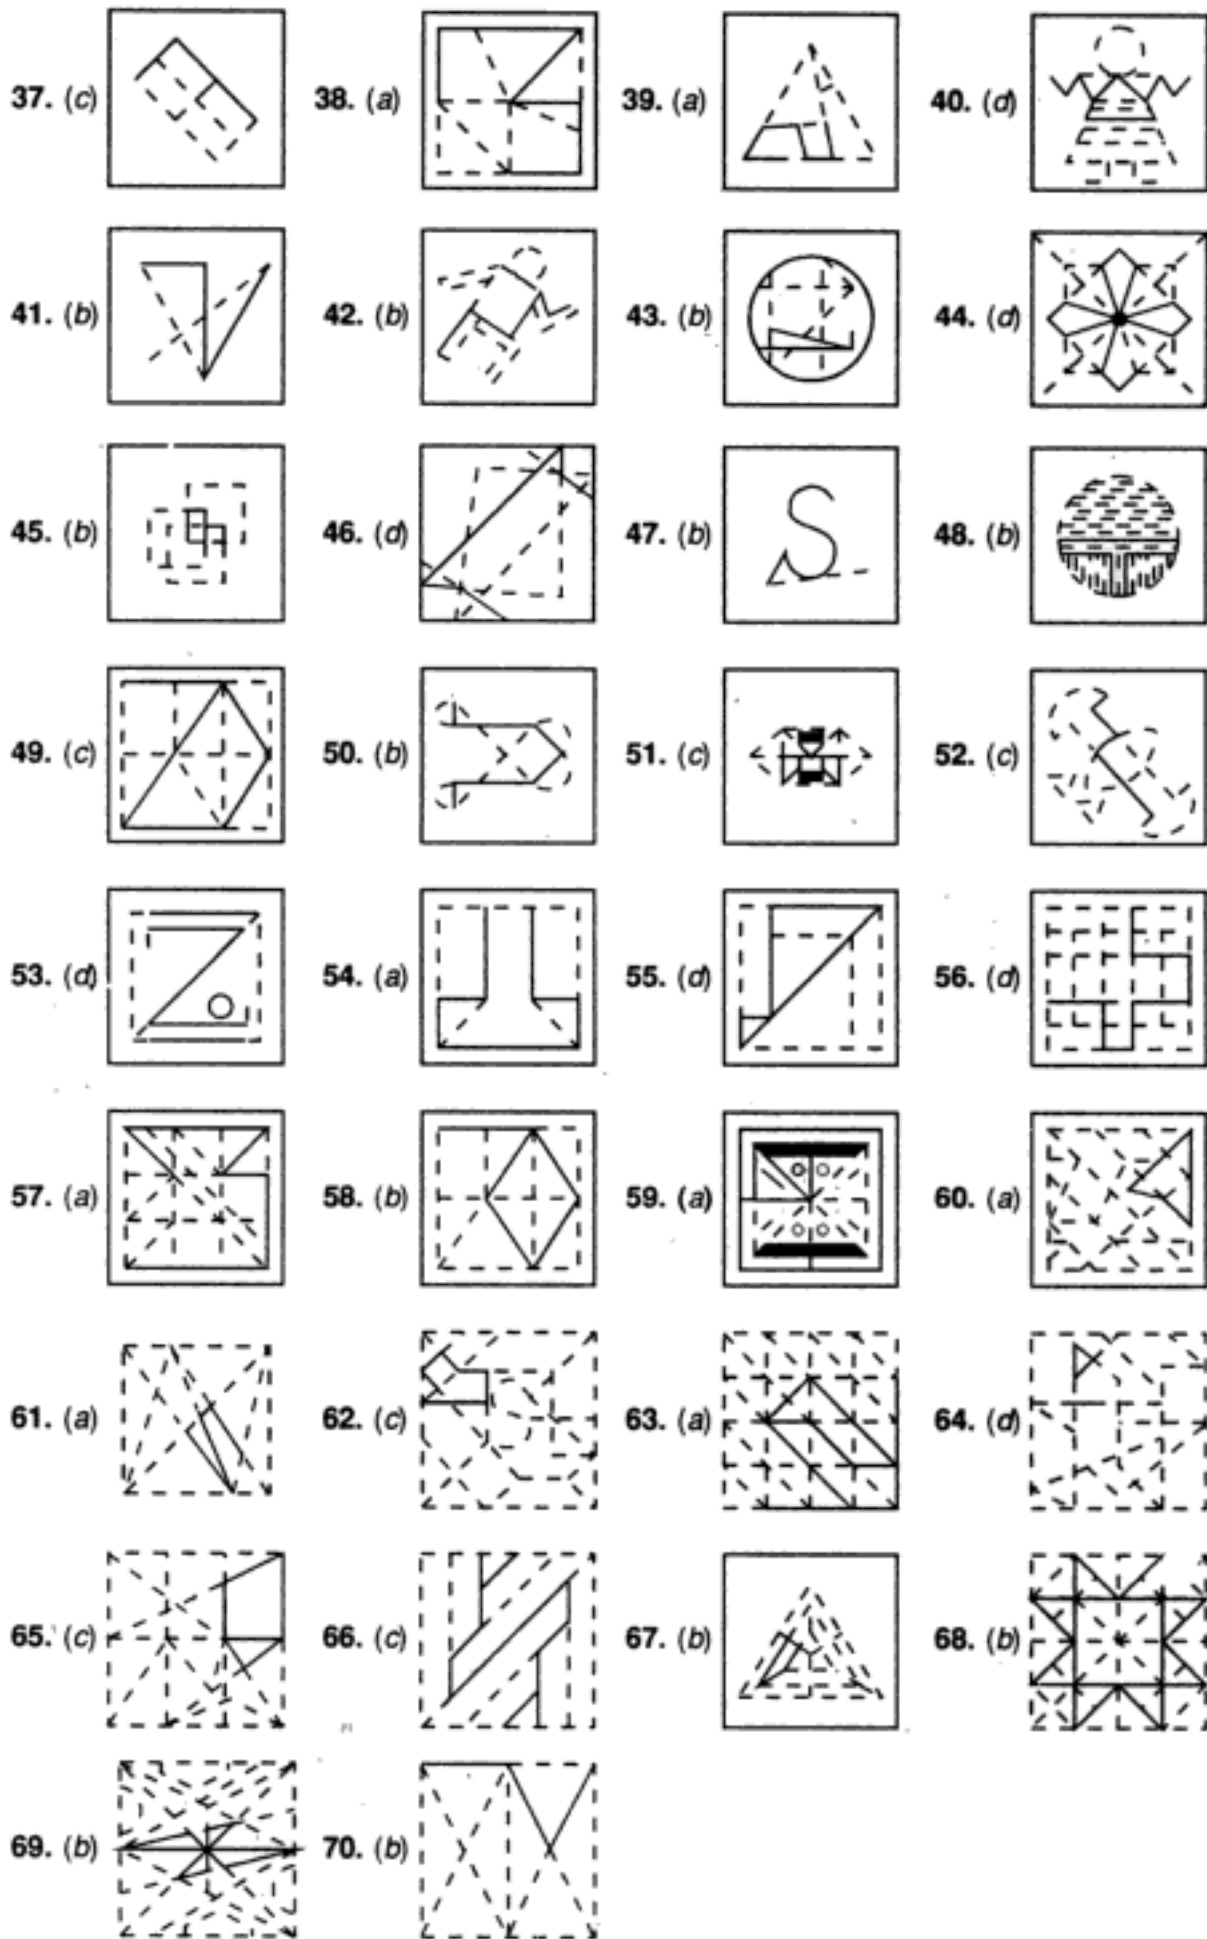 37. (c) 38. (a) 39. (a) 40. (d)
41. (b) 42. (b) 43. (b) 44. (d)
45. (b) 46. (d) 47. (b) 48. (b)
49. (c) 50. (b) 51. (c) 52. (c)
53. (d) 54. (a) 55. (d) 56. (d)
57. (a) 58. (b) 59. (a) 60. (a)
61. (a) 62. (c) 63. (a) 64. (d)
65. (c) 66. (c) 67. (b) 68. (b)
69. (b) 70. (b)